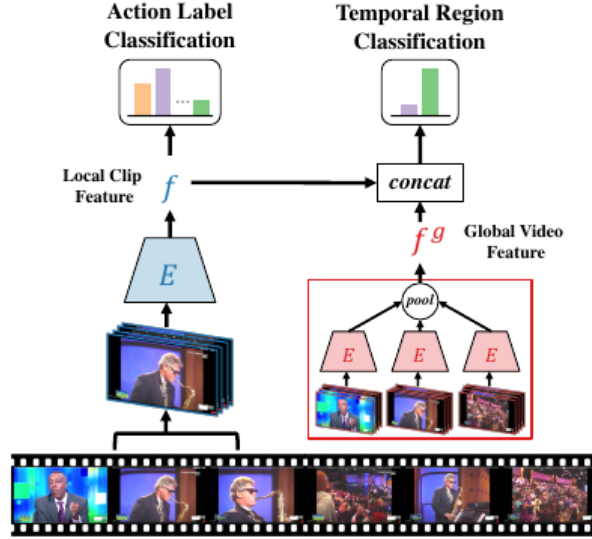 Action Label
Classification
Temporal Region
Classification
...
Local Clip
Feature
f
concat
f g
Global Video
Feature
E
pool
E
E
E